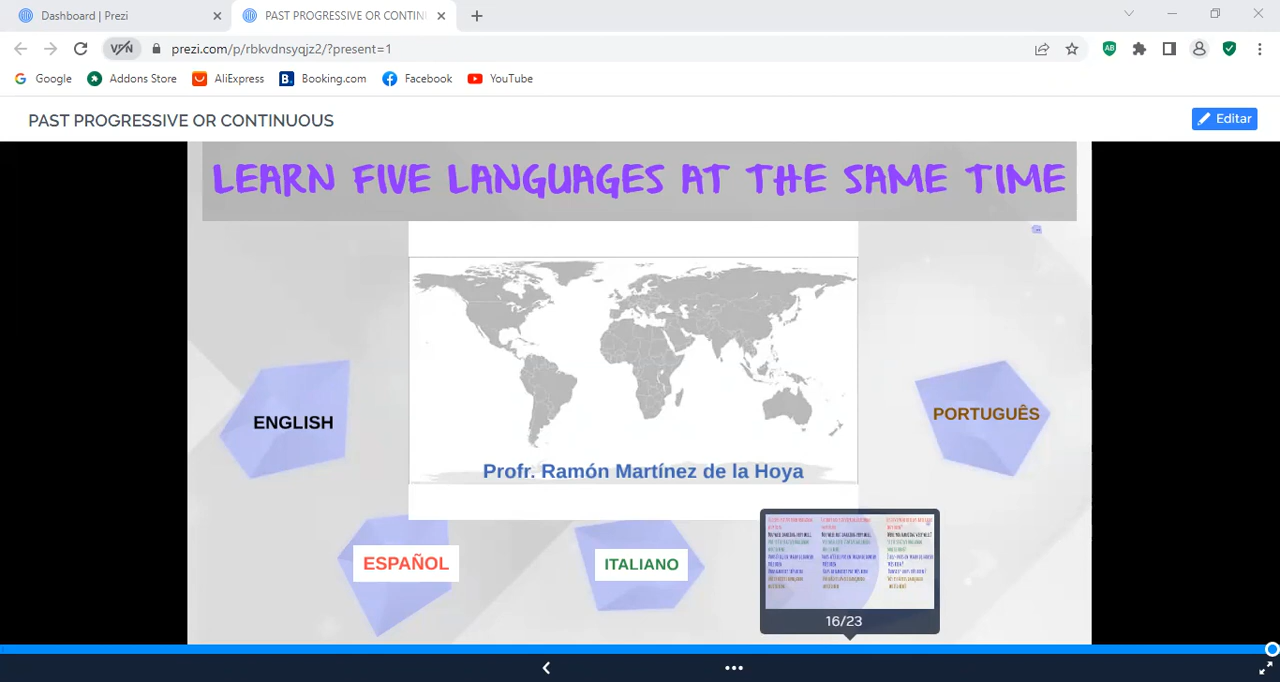 Dashboard | Prezi
PAST PROGRESSIVE OR CONTIN
VPN
prezi.com/p/rbkvdnsyqjz2/?present=1
Google
Addons Store
AliExpress
B.
Booking.com
Facebook
YouTube
PAST PROGRESSIVE OR CONTINUOUS
Editar
LEARN FIVE LANGUAGES AT THE SAME TIME
ENGLISH
PORTUGUÊS
Profr. Ramón Martínez de la Hoya
ESPAÑOL
ITALIANO
16/23